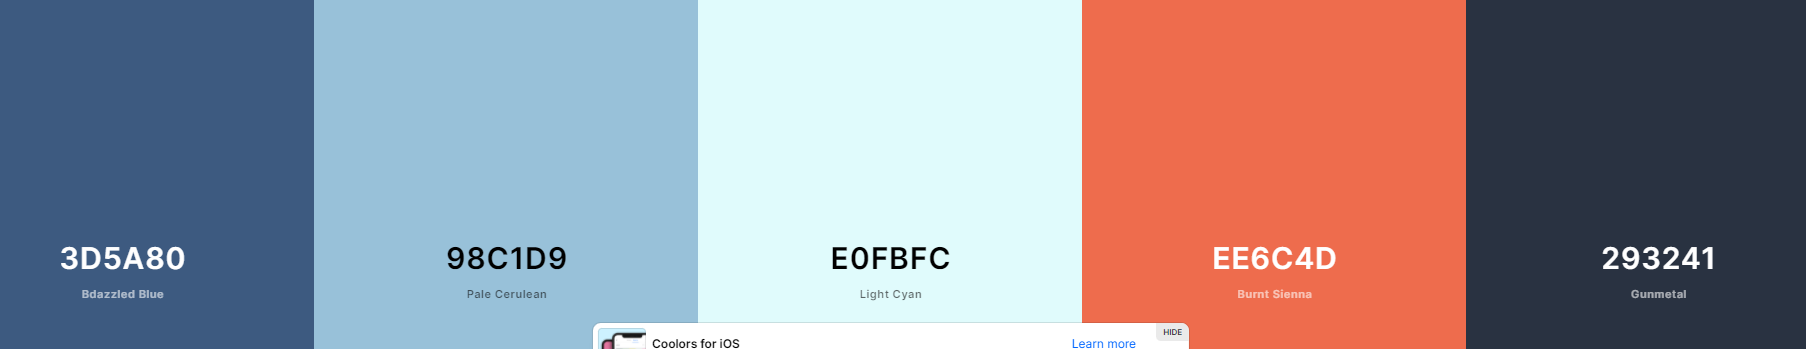 3D5A80
Bdazzled Blue
98C1D9
Pale Cerulean
E0FBFC
Light Cyan
EE6C4D
Burnt Sienna
293241
Gunmetal
HIDE
Coolors for iOS
Learn more